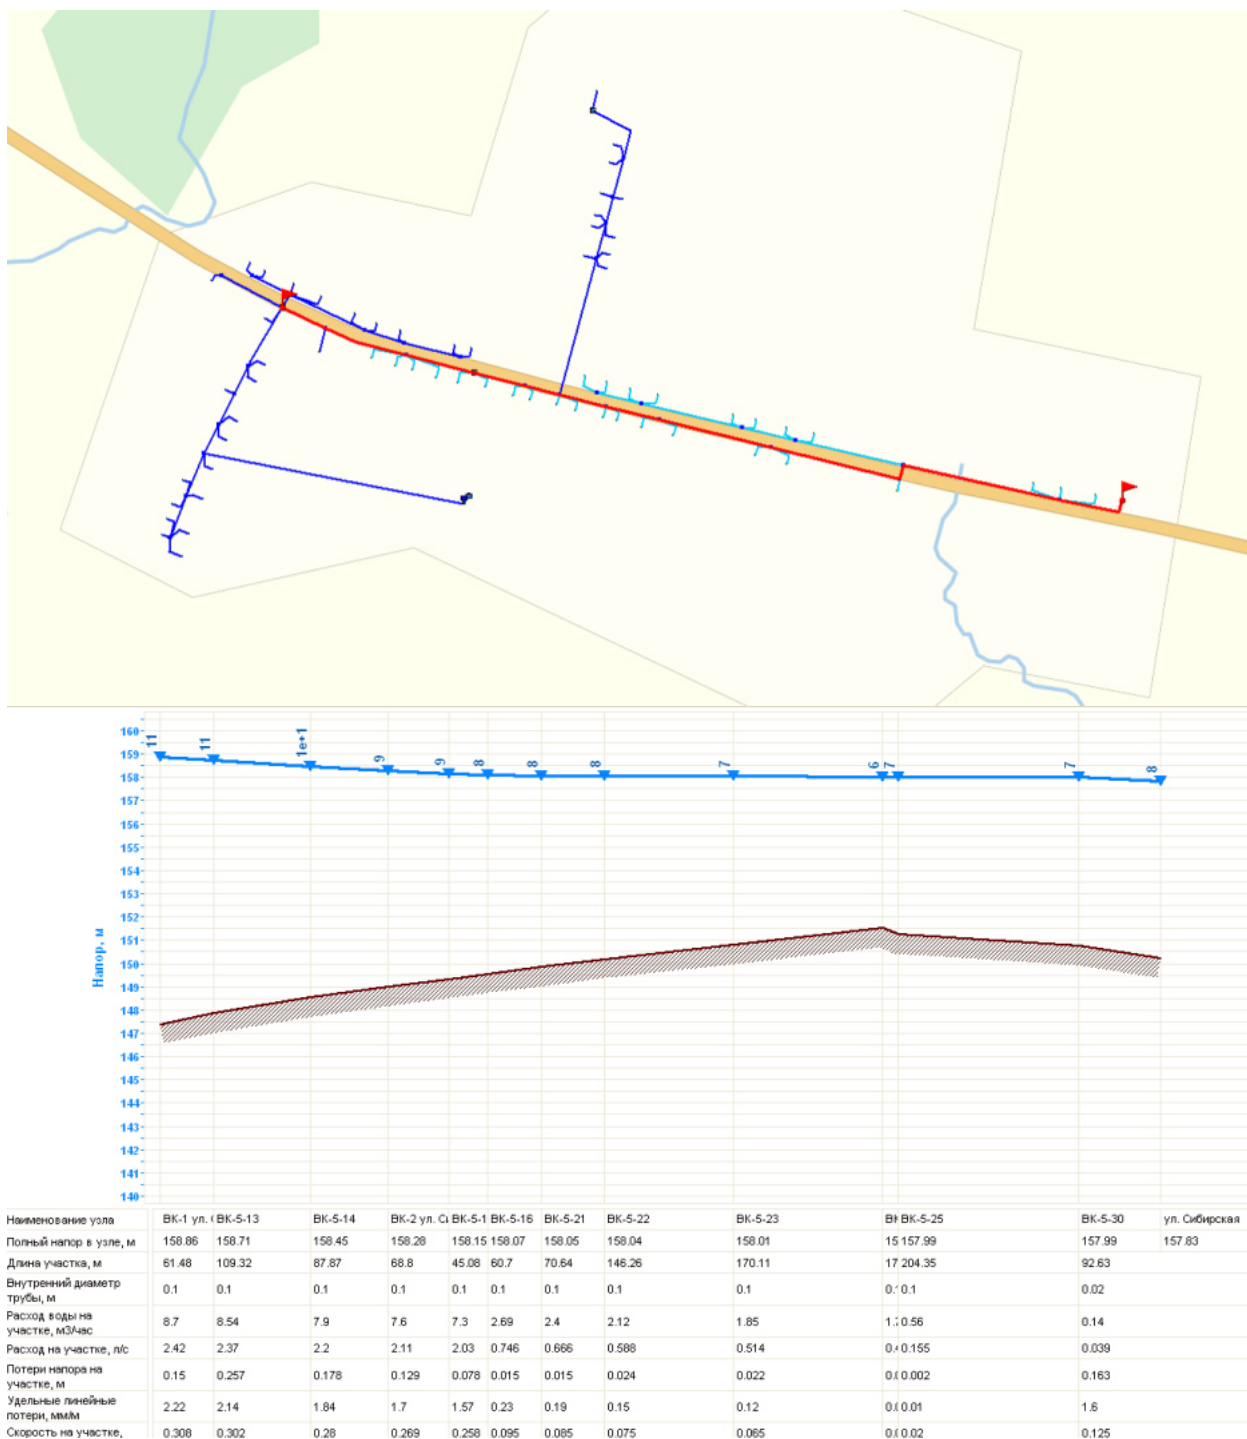 11
11
1e+1
9
9
8
8
8
7
6
7
7
8
160
159
158
157
156
155
154
153
152
151
150
149
148
147
146
145
144
143
142
141
140
Напор, м
Наименование узла ВК-1 ул. ВК-5-13 ВК-5-14 ВК-2 ул. ВК-5-1 ВК-5-16 ВК-5-21 ВК-5-22 ВК-5-23 ВК-5-25 ВК-5-30 ул. Сибирская
Полный напор в узле, м 158.86 158.71 158.45 158.28 158.15 158.07 158.05 158.04 158.01 15 157.99 157.99 157.83
Длина участка, м 61.48 109.32 87.87 68.8 45.08 60.7 70.64 146.26 170.11 17 204.35 92.63
Внутренний диаметр
трубы, м 0.1 0.1 0.1 0.1 0.1 0.1 0.1 0.1 0.1 0.1 0.02
Расход воды на
участке, м3/час 8.7 8.54 7.9 7.6 7.3 2.69 2.4 2.12 1.85 0.56 0.14
Расход на участке, л/с 2.42 2.37 2.2 2.11 2.03 0.746 0.666 0.588 0.514 0.155 0.039
Потери напора на
участке, м 0.15 0.257 0.178 0.129 0.078 0.015 0.015 0.024 0.022 0.002 0.163
Удельные линейные
потери, мм/м 2.22 2.14 1.84 1.7 1.57 0.23 0.19 0.15 0.12 0.01 1.6
Скорость на участке, 0.308 0.302 0.28 0.269 0.258 0.095 0.085 0.075 0.065 0.02 0.125